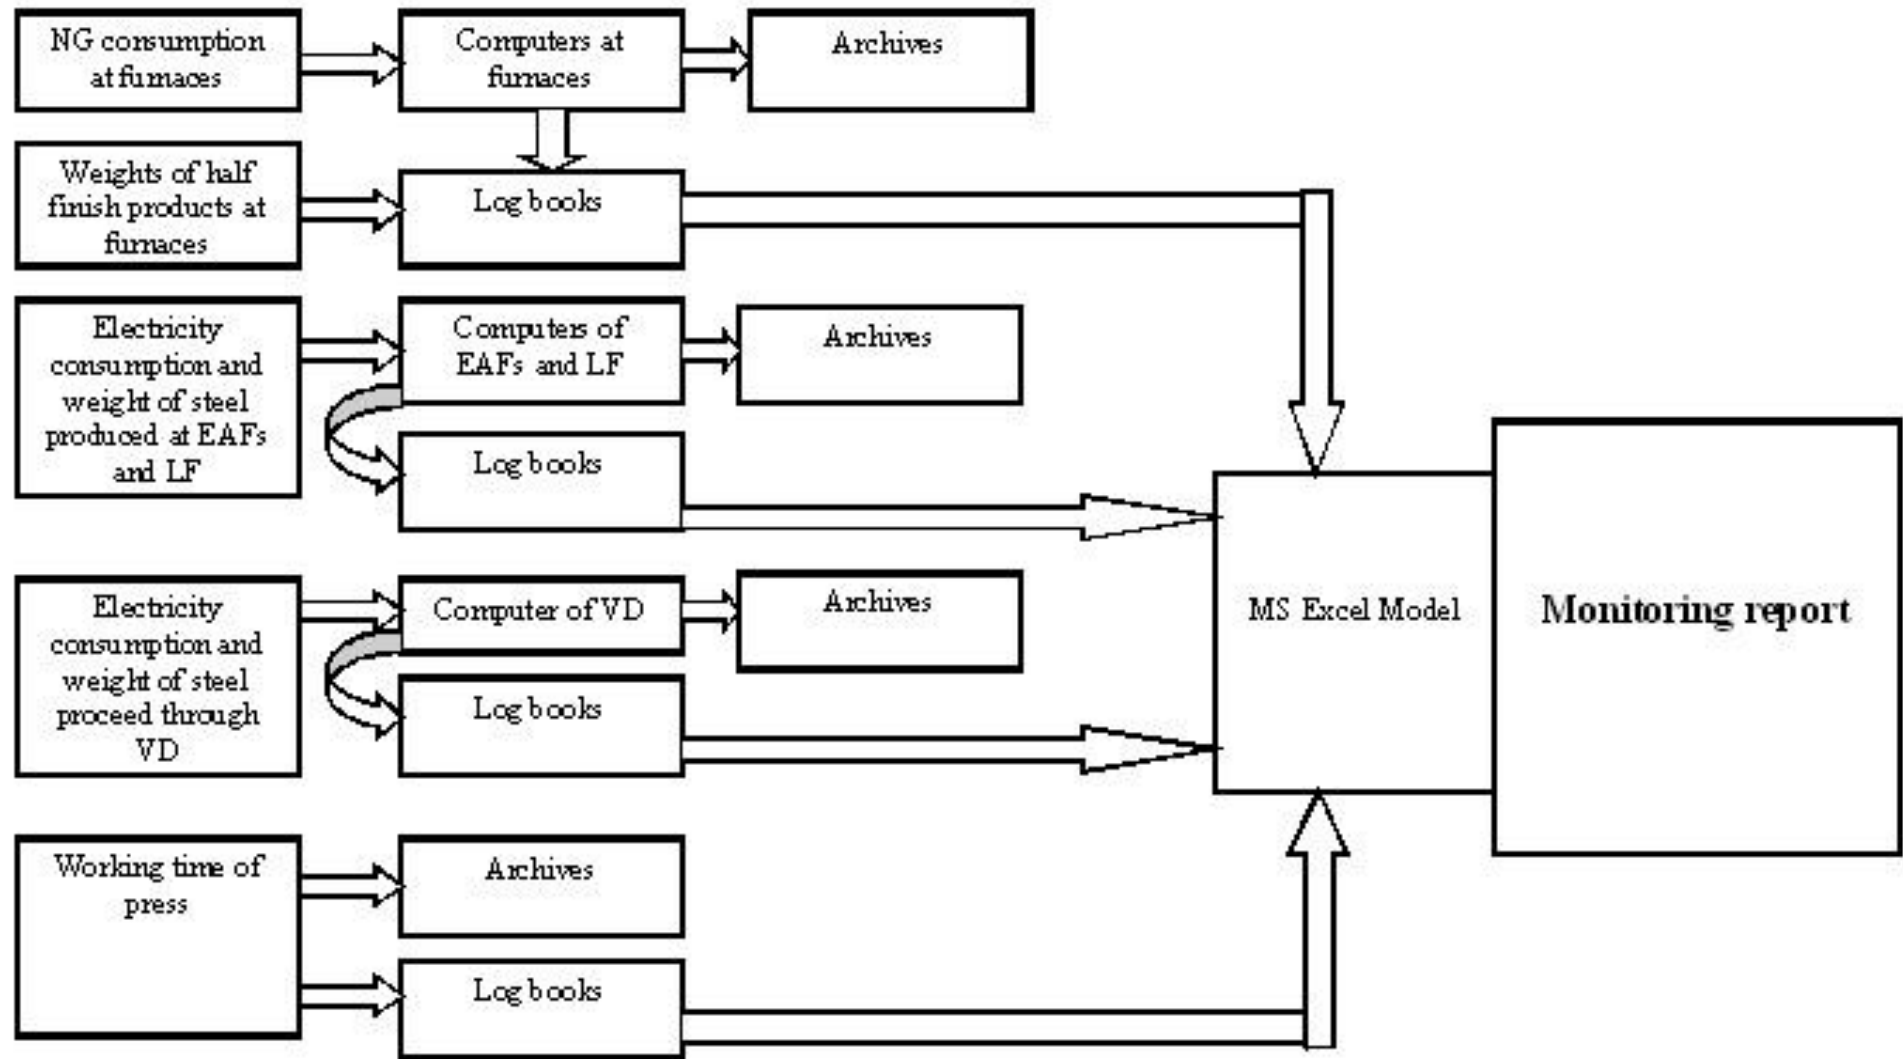 NG consumption
at furnaces
Computers at
furnaces
Archives
Weights of half
finish products at
furnaces
Log books
Electricity
consumption and
weight of steel
produced at EAFs
and LF
Computers of
EAFs and LF
Archives
Log books
Electricity
consumption and
weight of steel
proceed through
VD
Computer of VD
Archives
Log books
MS Excel Model
Monitoring report
Working time of
press
Archives
Log books